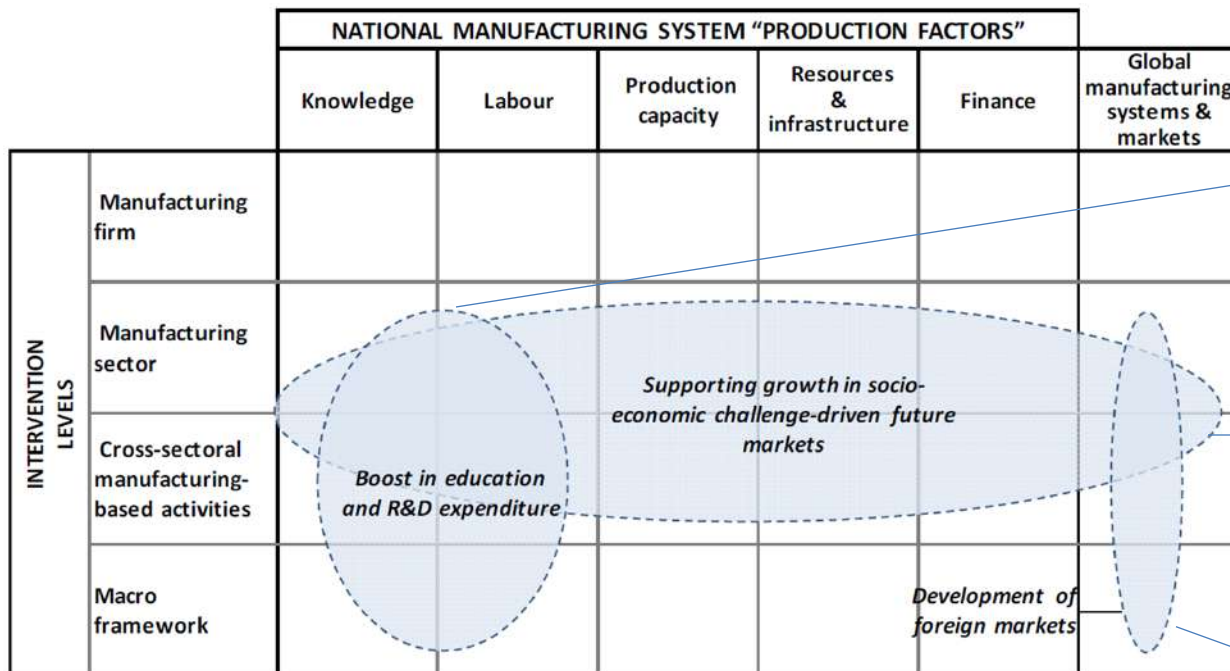 NATIONAL MANUFACTURING SYSTEM “PRODUCTION FACTORS”
Knowledge
Labour
Production
capacity
Resources
&
infrastructure
Finance
Global
manufacturing
systems &
markets
INTERVENTION
LEVELS
Manufacturing
firm
Manufacturing
sector
Cross-sectoral
manufacturing-
based activities
Macro
framework
Supporting growth in socio-
economic challenge-driven future
markets
Boost in education
and R&D expenditure
Development of
foreign markets